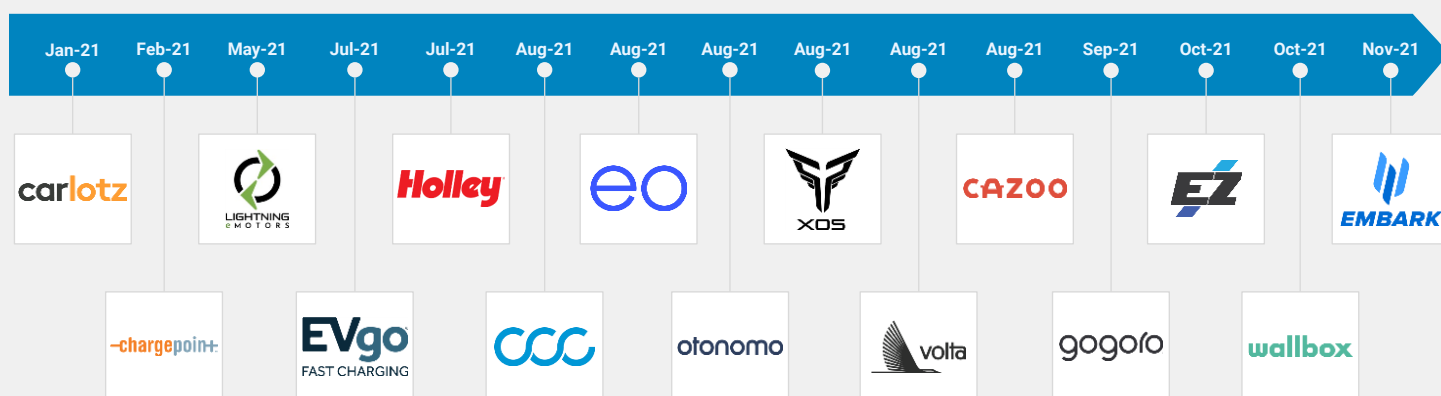 Jan-21 Feb-21 May-21 Jul-21 Jul-21 Aug-21 Aug-21 Aug-21 Aug-21 Aug-21 Aug-21 Sep-21 Oct-21 Oct-21 Nov-21
carlotz
LIGHTNING
eMOTORS
Holley
eo
XOS
CAZOO
EZ
EMBARK
chargepoin+
EVgo
FAST CHARGING
ccc
otonomo
volta
gogoro
wallbox